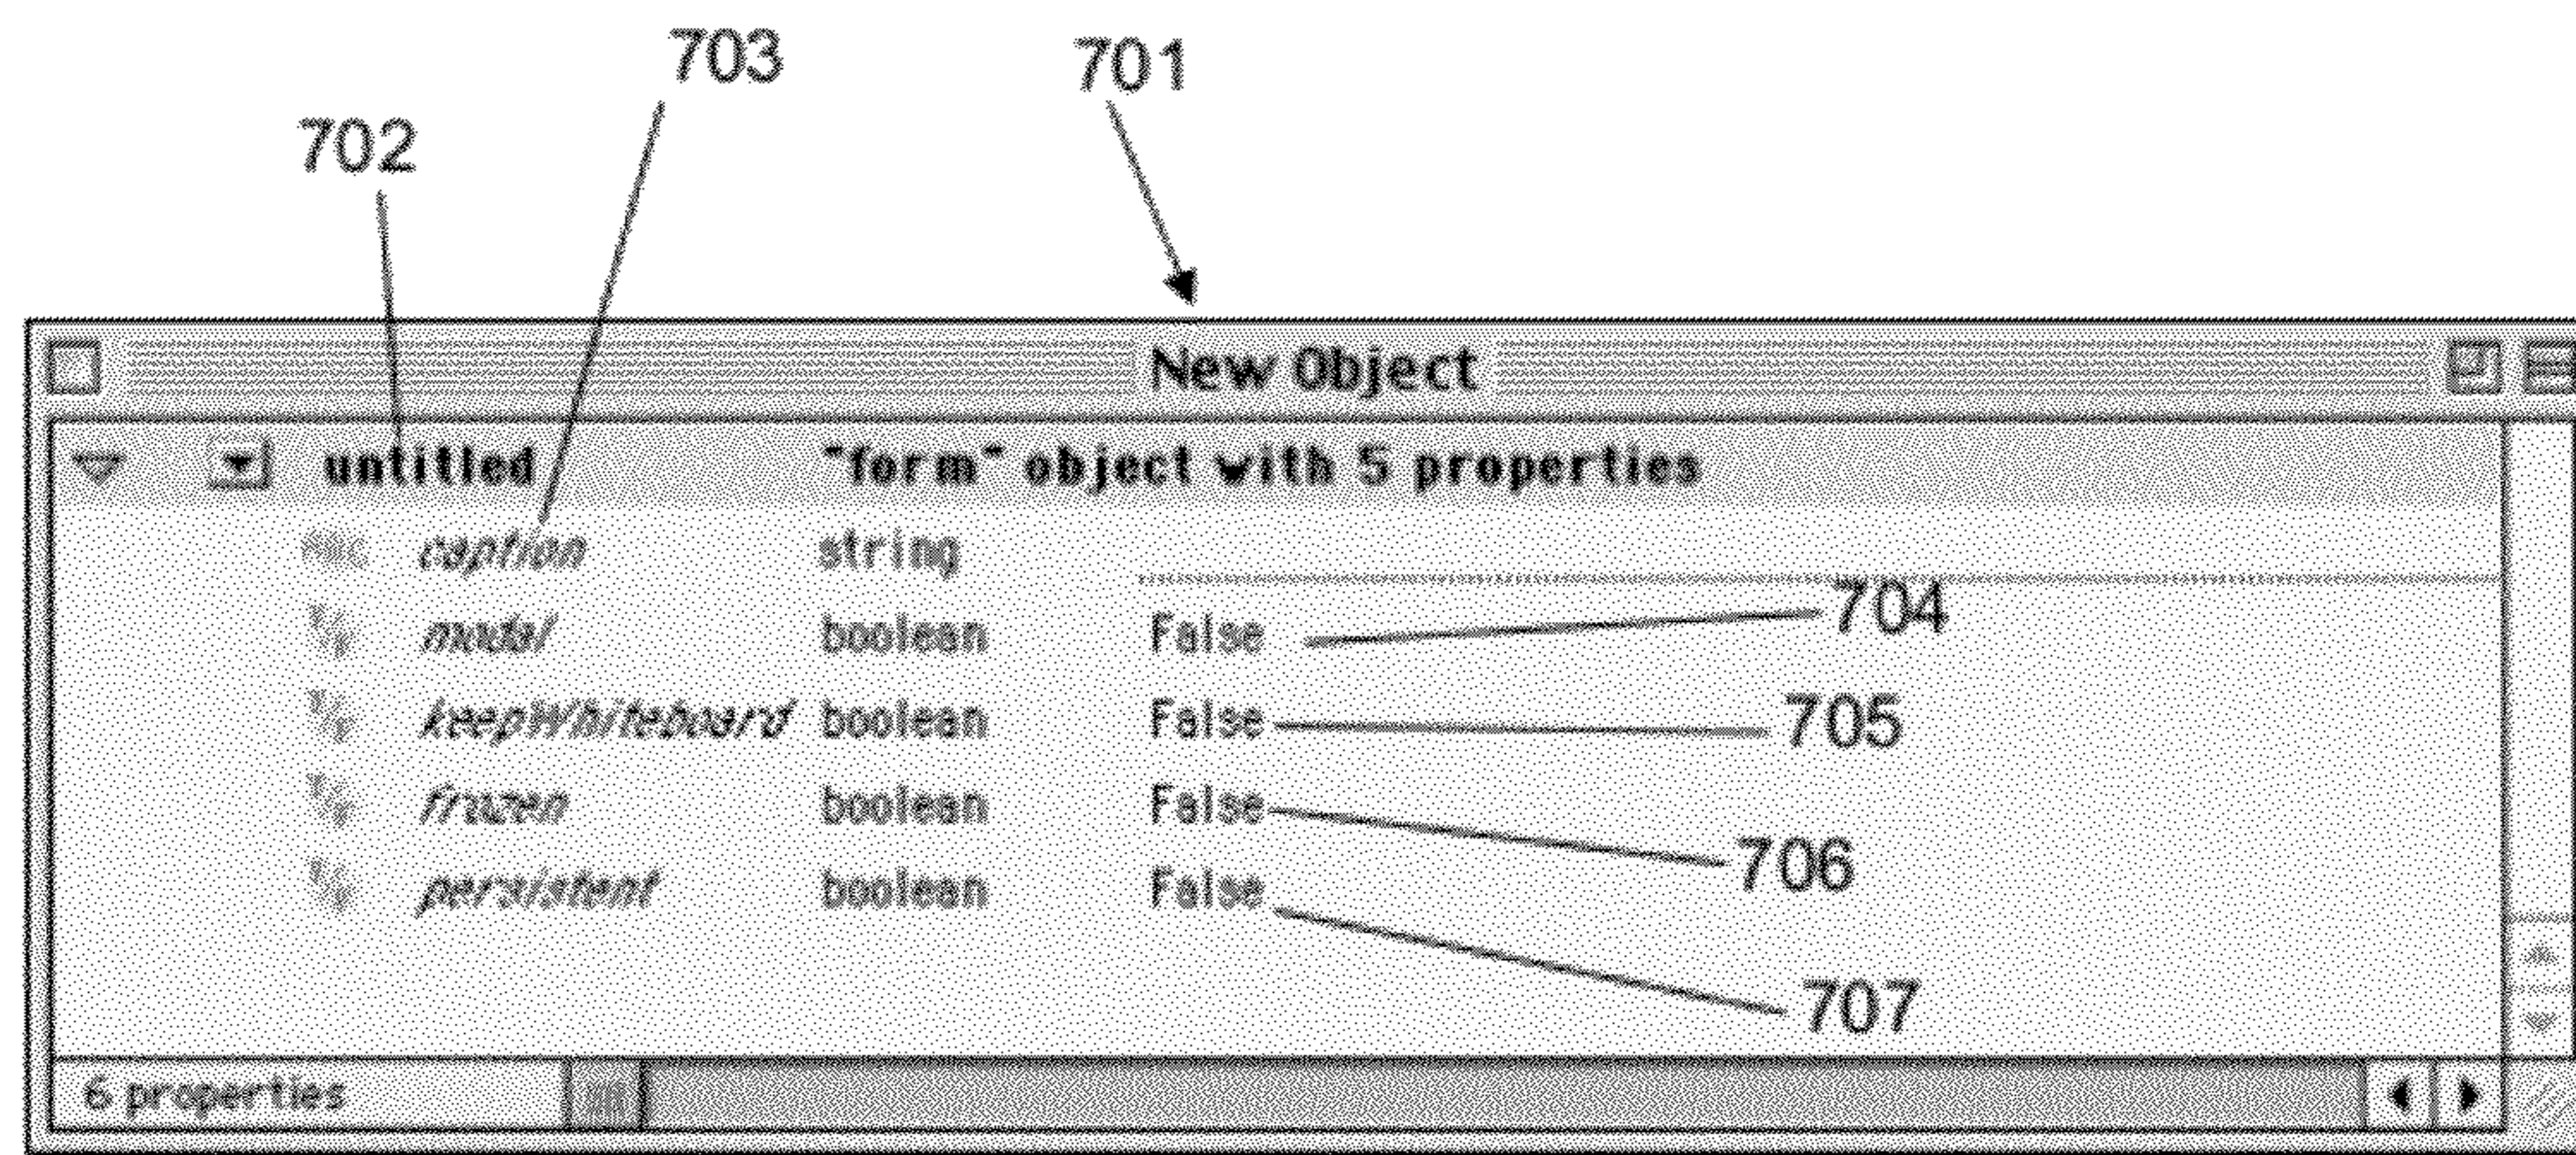 703
701
702
New Object
untitled "form" object with 5 properties
ABC caption string
704
T/F modal boolean False
T/F keepWhiteboard boolean False 705
T/F frozen boolean False
706
T/F persistent boolean False
707
6 properties